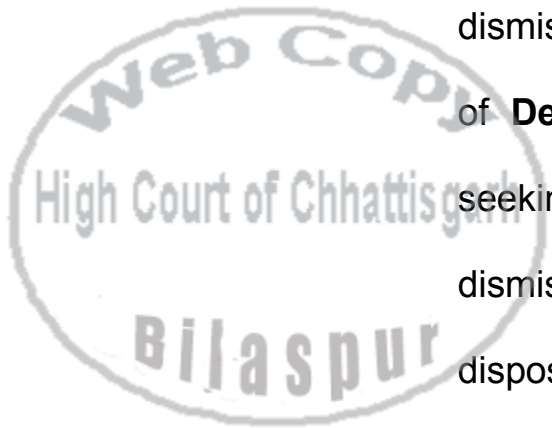 Web Copy
High Court of Chhattisgarh
Bilaspur
dismis
of De
seekin
dismis
dispos